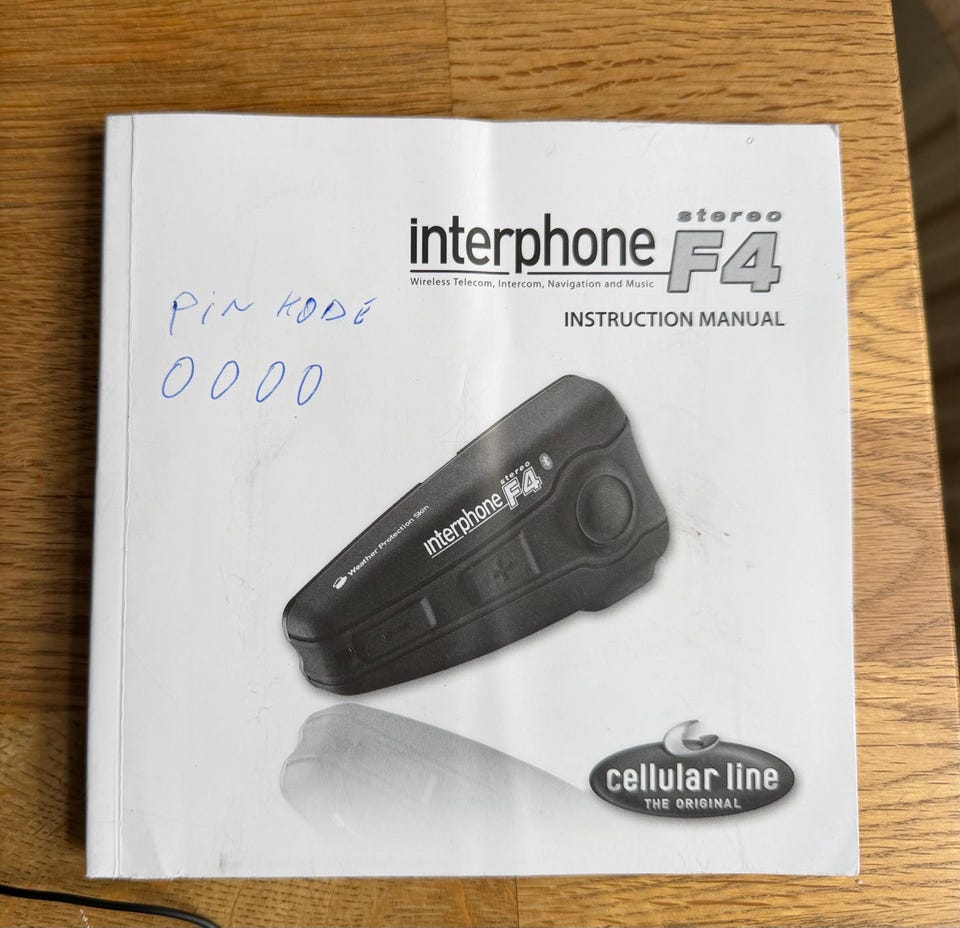 stereo
interphone F4
Wireless Telecom, Intercom, Navigation and Music
INSTRUCTION MANUAL
PiN KODE
0000
Weather Protection Skin
interphone stereo F4
cellular line
THE ORIGINAL